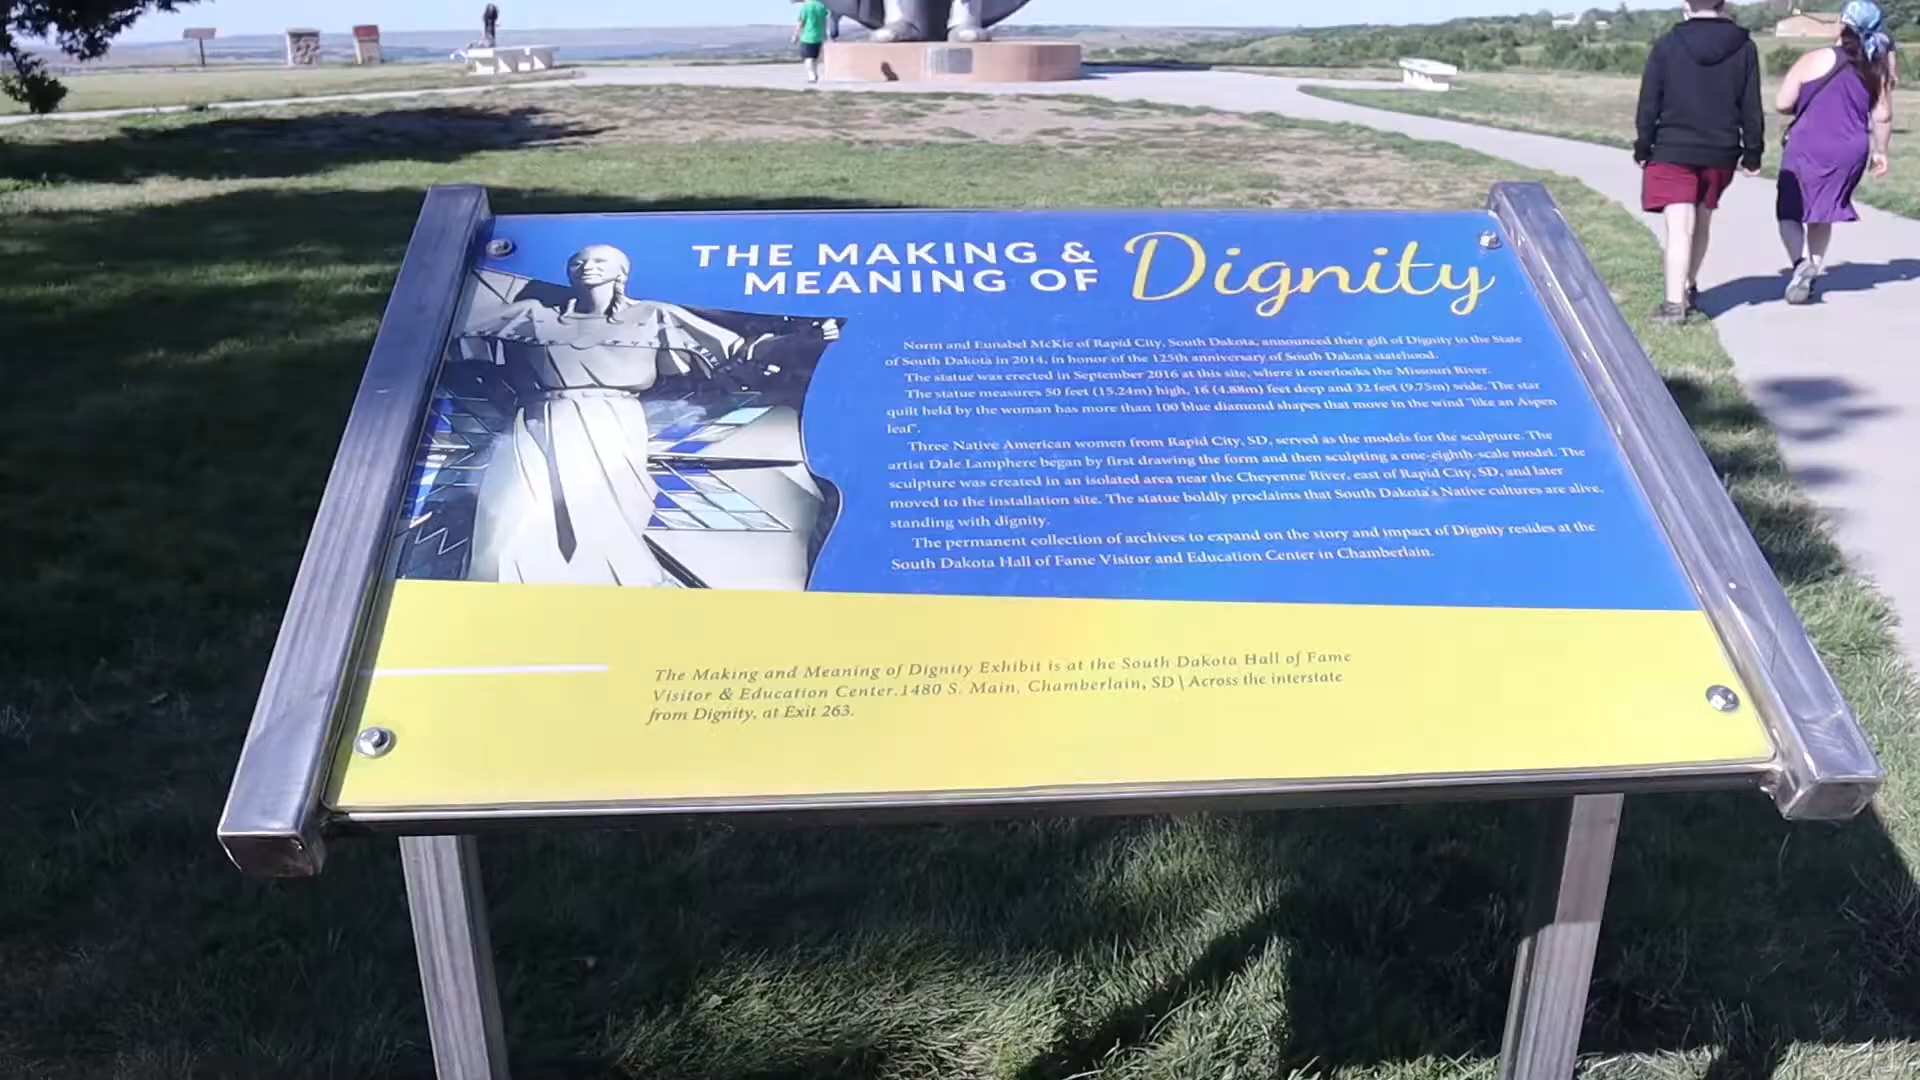 THE MAKING &
MEANING OF Dignity
Norm and Eunabel McKie of Rapid City, South Dakota, announced their gift of Dignity to the State
of South Dakota in 2014, in honor of the 125th anniversary of South Dakota statehood.
The statue was erected in September 2016 at this site, where it overlooks the Missouri River.
The statue measures 50 feet (15.24m) high, 16 (4.88m) feet deep and 32 feet (9.75m) wide. The star
quilt held by the woman has more than 100 blue diamond shapes that move in the wind "like an Aspen
leaf".
Three Native American women from Rapid City, SD, served as the models for the sculpture. The
artist Dale Lamphere began by first drawing the form and then sculpting a one-eighth-scale model. The
sculpture was created in an isolated area near the Cheyenne River, east of Rapid City, SD, and later
moved to the installation site. The statue boldly proclaims that South Dakota's Native cultures are alive,
standing with dignity.
The permanent collection of archives to expand on the story and impact of Dignity resides at the
South Dakota Hall of Fame Visitor and Education Center in Chamberlain.
The Making and Meaning of Dignity Exhibit is at the South Dakota Hall of Fame
Visitor & Education Center.1480 S. Main, Chamberlain, SD \ Across the interstate
from Dignity, at Exit 263.